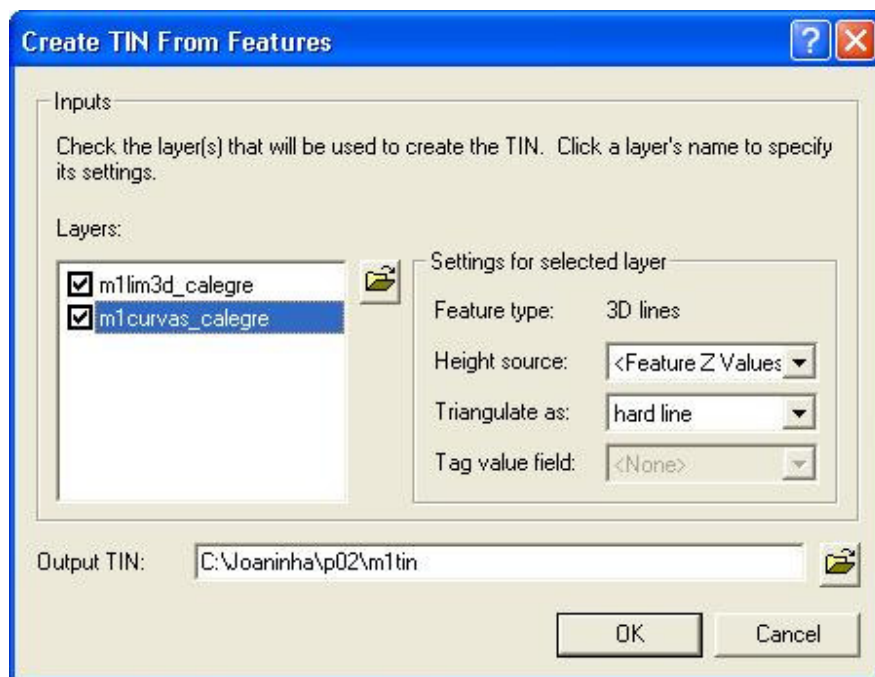 Create TIN From Features
Inputs
Check the layer(s) that will be used to create the TIN. Click a layer's name to specify
its settings.
Layers:
m1lim3d_calegre
m1curvas_calegre
Settings for selected layer
Feature type: 3D lines
Height source: <Feature Z Values
Triangulate as: hard line
Tag value field: <None>
Output TIN: C:\Joaninha\p02\m1tin
OK Cancel